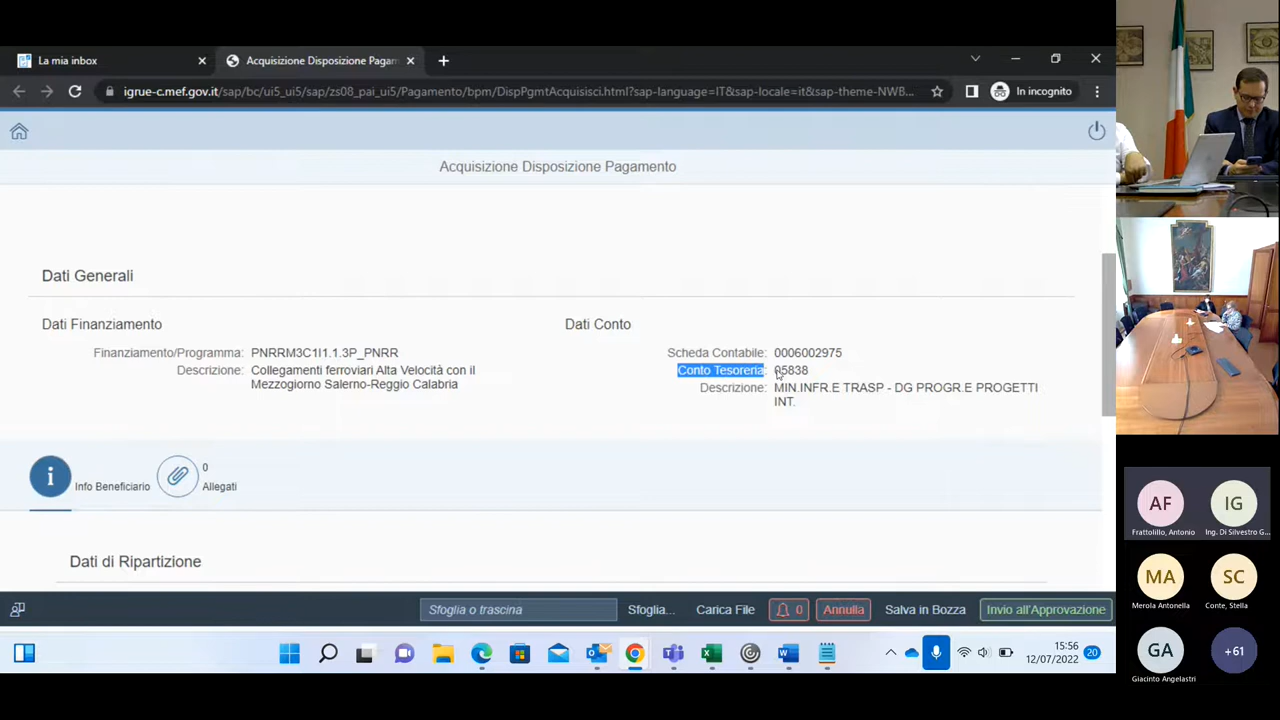 La mia inbox
Acquisizione Disposizione Pagam
igrue-c.mef.gov.it/sap/bc/ui5_ui5/sap/zs08_pai_ui5/Pagamento/bpm/DispPgmtAcquisisci.html?sap-language=IT&sap-locale=it&sap-theme-NWB...
In incognito
Acquisizione Disposizione Pagamento
Dati Generali
Dati Finanziamento
Finanziamento/Programma: PNRRM3C1I1.1.3P_PNRR
Descrizione: Collegamenti ferroviari Alta Velocità con il
Mezzogiorno Salerno-Reggio Calabria
Dati Conto
Scheda Contabile: 0006002975
Conto Tesoreria: 05838
Descrizione: MIN.INFR.E TRASP - DG PROGR.E PROGETTI
INT.
Info Beneficiario
0
Allegati
Dati di Ripartizione
Sfoglia o trascina
Sfoglia...
Carica File
0
Annulla
Salva in Bozza
Invio all'Approvazione
15:56
12/07/2022
20
AF
Frattolillo, Antonio
IG
Ing. Di Silvestro G...
MA
Merola Antonella
SC
Conte, Stella
GA
Giacinto Angelastri
+61